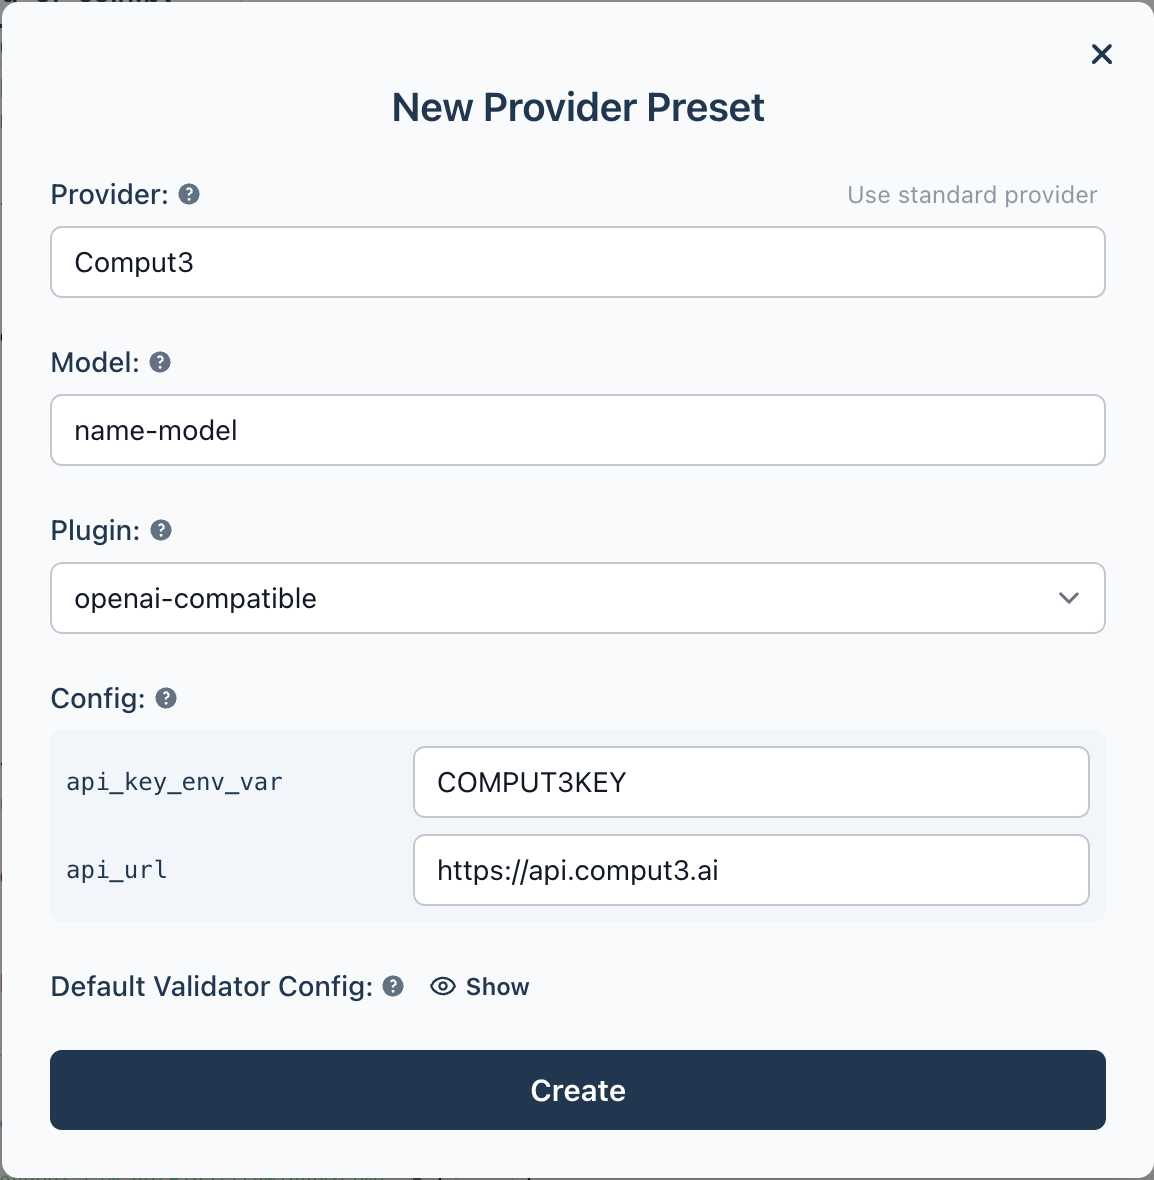 New Provider Preset
Provider:
Use standard provider
Comput3
Model:
name-model
Plugin:
openai-compatible
Config:
api_key_env_var
COMPUT3KEY
api_url
https://api.comput3.ai
Default Validator Config:
Show
Create